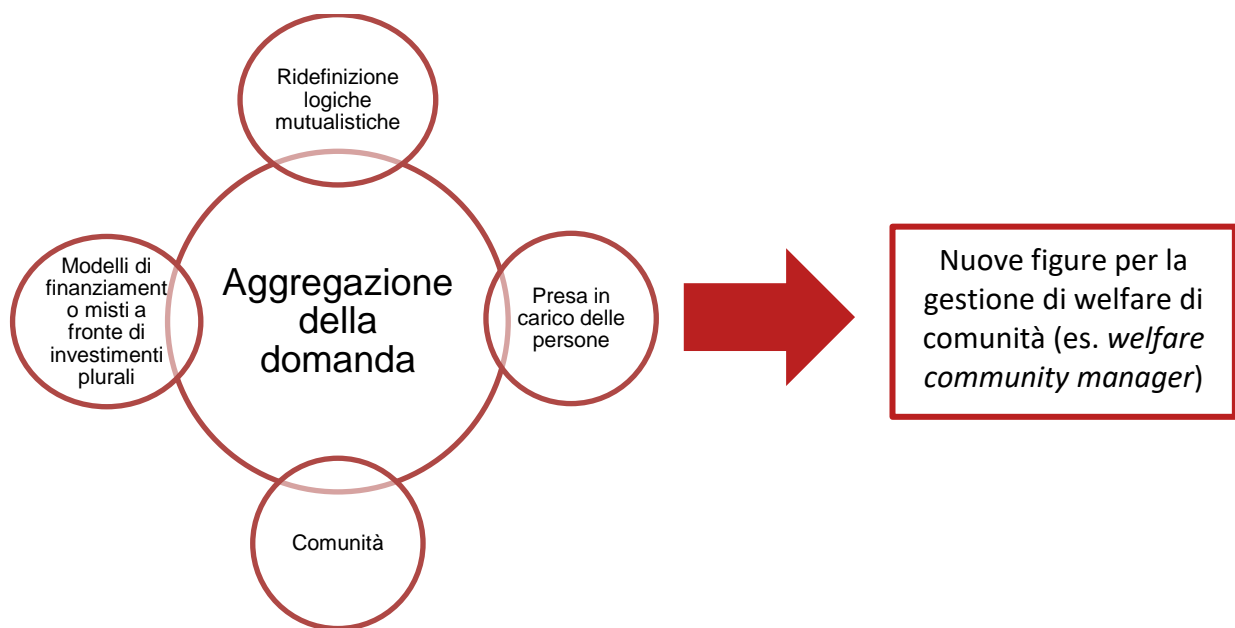 Ridefinizione
logiche
mutualistiche
Modelli di
finanziament
o misti a
fronte di
investimenti
plurali
Aggregazione
della
domanda
Presa in
carico delle
persone
Comunità
Nuove figure per la
gestione di welfare di
comunità (es. welfare
community manager)